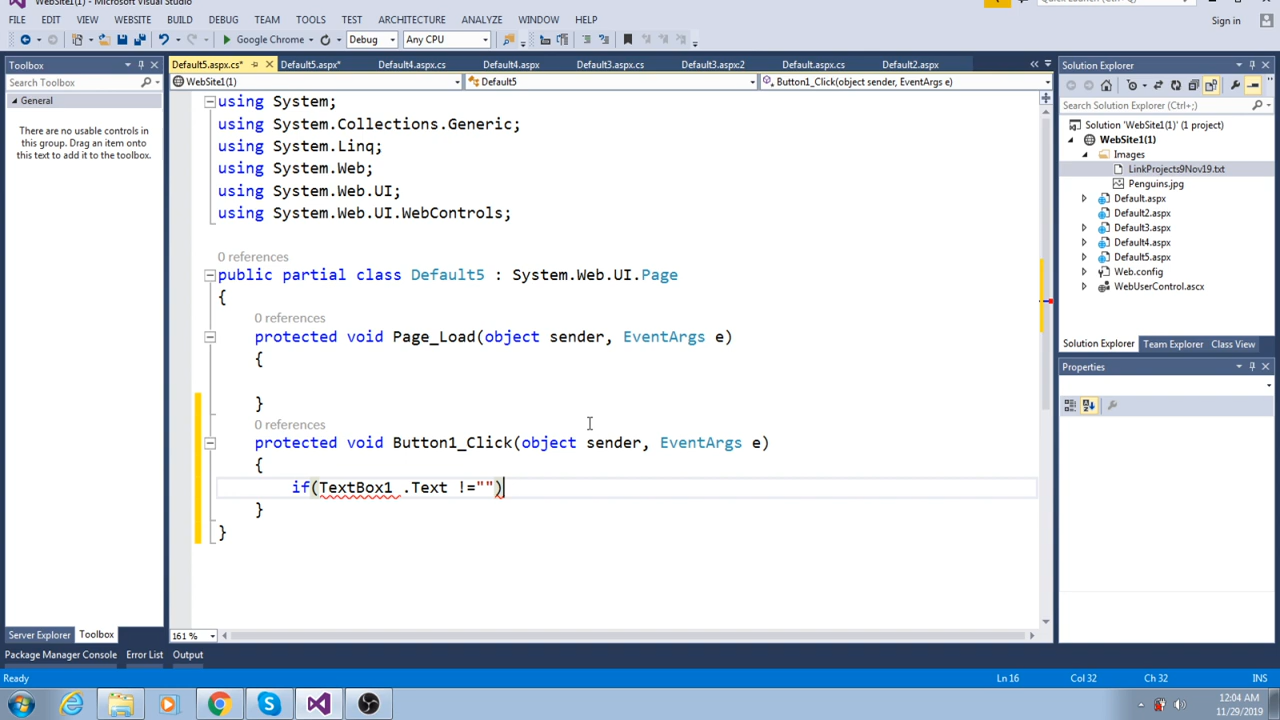 WebSite1(1) - Microsoft Visual Studio
FILE EDIT VIEW WEBSITE BUILD DEBUG TEAM TOOLS TEST ARCHITECTURE ANALYZE WINDOW HELP Sign in
Google Chrome Debug Any CPU
Toolbox
Search Toolbox
General
There are no usable controls in
this group. Drag an item onto
this text to add it to the toolbox.
Server Explorer Toolbox
Default5.aspx.cs* Default5.aspx* Default4.aspx.cs Default4.aspx Default3.aspx.cs Default3.aspx2 Default.aspx.cs Default2.aspx
WebSite1(1) Default5 Button1_Click(object sender, EventArgs e)
using System;
using System.Collections.Generic;
using System.Linq;
using System.Web;
using System.Web.UI;
using System.Web.UI.WebControls;
0 references
public partial class Default5 : System.Web.UI.Page
{
0 references
protected void Page_Load(object sender, EventArgs e)
{
}
0 references
protected void Button1_Click(object sender, EventArgs e)
{
if(TextBox1 .Text !="")
}
}
161 %
Solution Explorer
Search Solution Explorer (Ctrl+;)
Solution 'WebSite1(1)' (1 project)
WebSite1(1)
Images
LinkProjects9Nov19.txt
Penguins.jpg
Default.aspx
Default2.aspx
Default3.aspx
Default4.aspx
Default5.aspx
Web.config
WebUserControl.ascx
Solution Explorer Team Explorer Class View
Properties
Package Manager Console Error List Output
Ready Ln 16 Col 32 Ch 32 INS
12:04 AM
11/29/2019